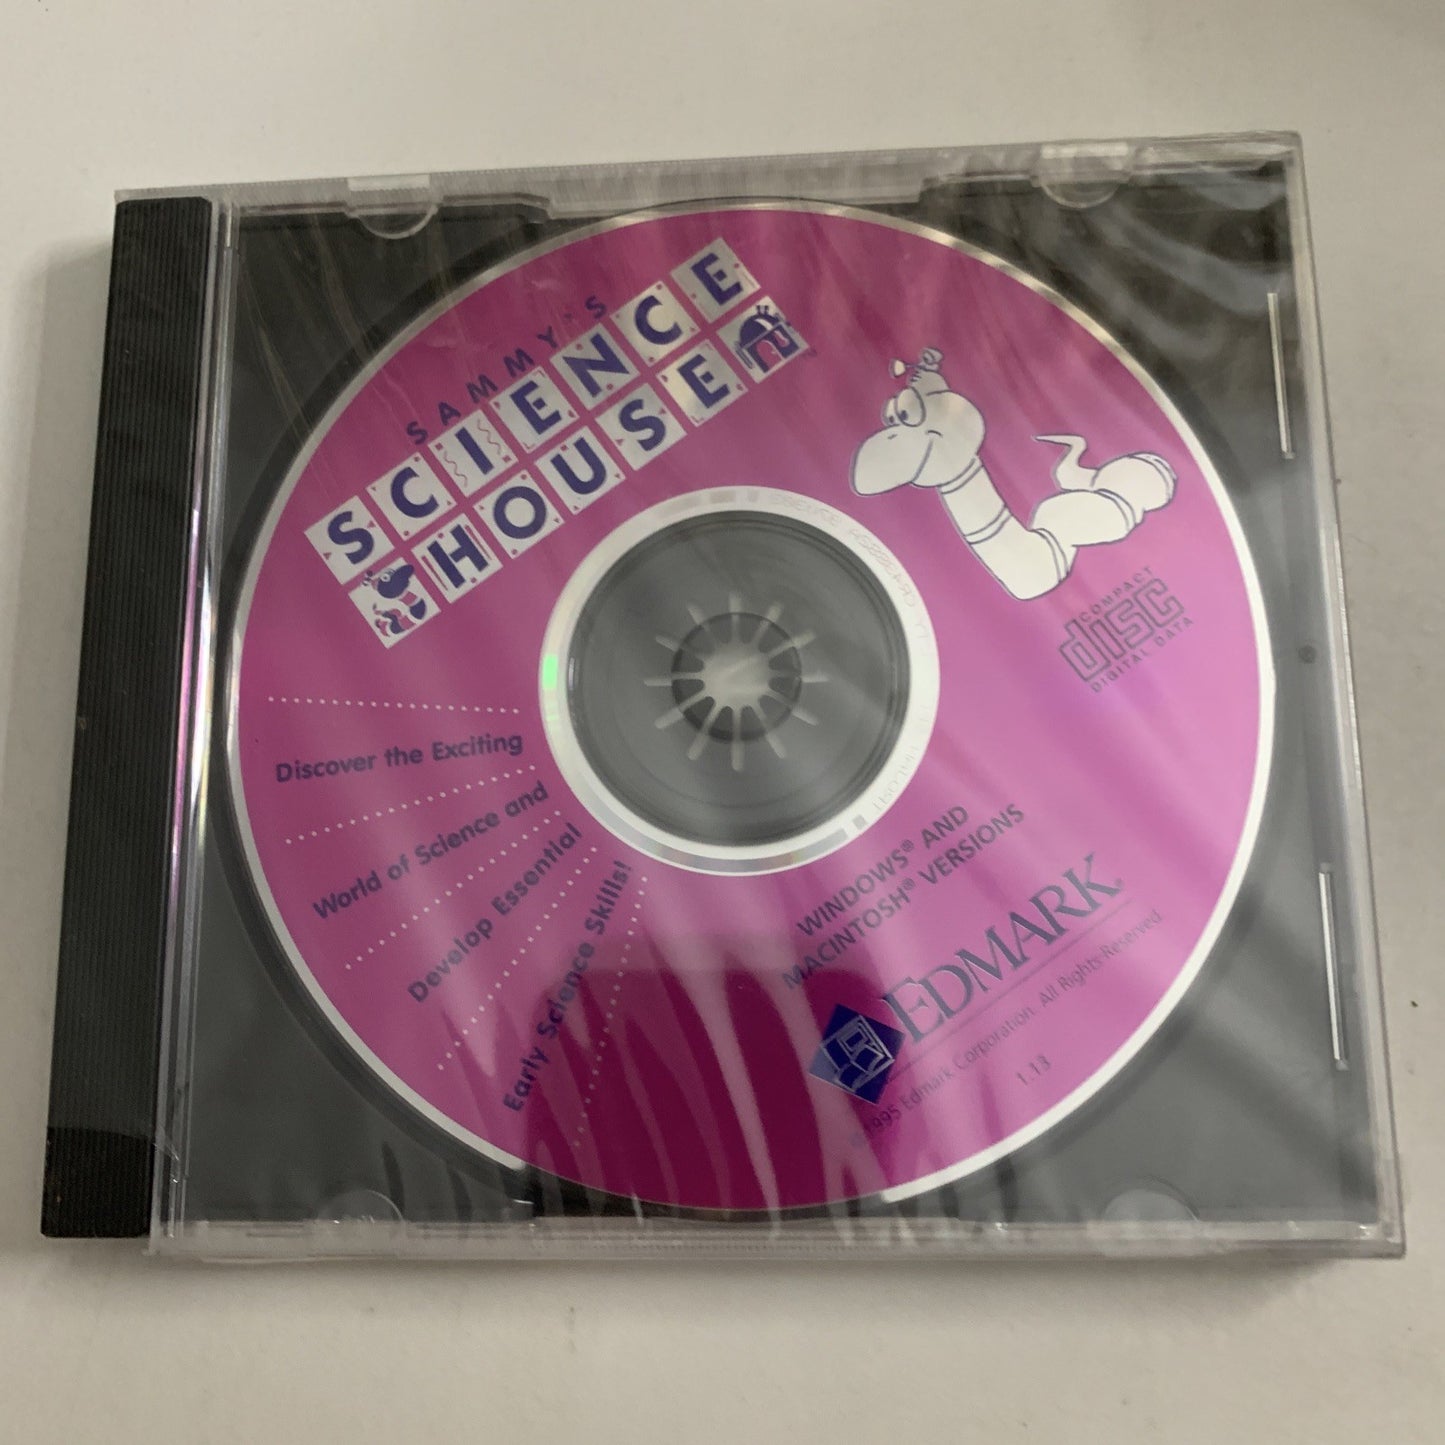 SAMMY'S
SCIENCE
HOUSE
COMPACT
disc
DIGITAL DATA
Discover the Exciting
World of Science and
Develop Essential
Early Science Skills!
WINDOWS® AND
MACINTOSH® VERSIONS
EDMARK®
©1995 Edmark Corporation. All Rights Reserved
1.13